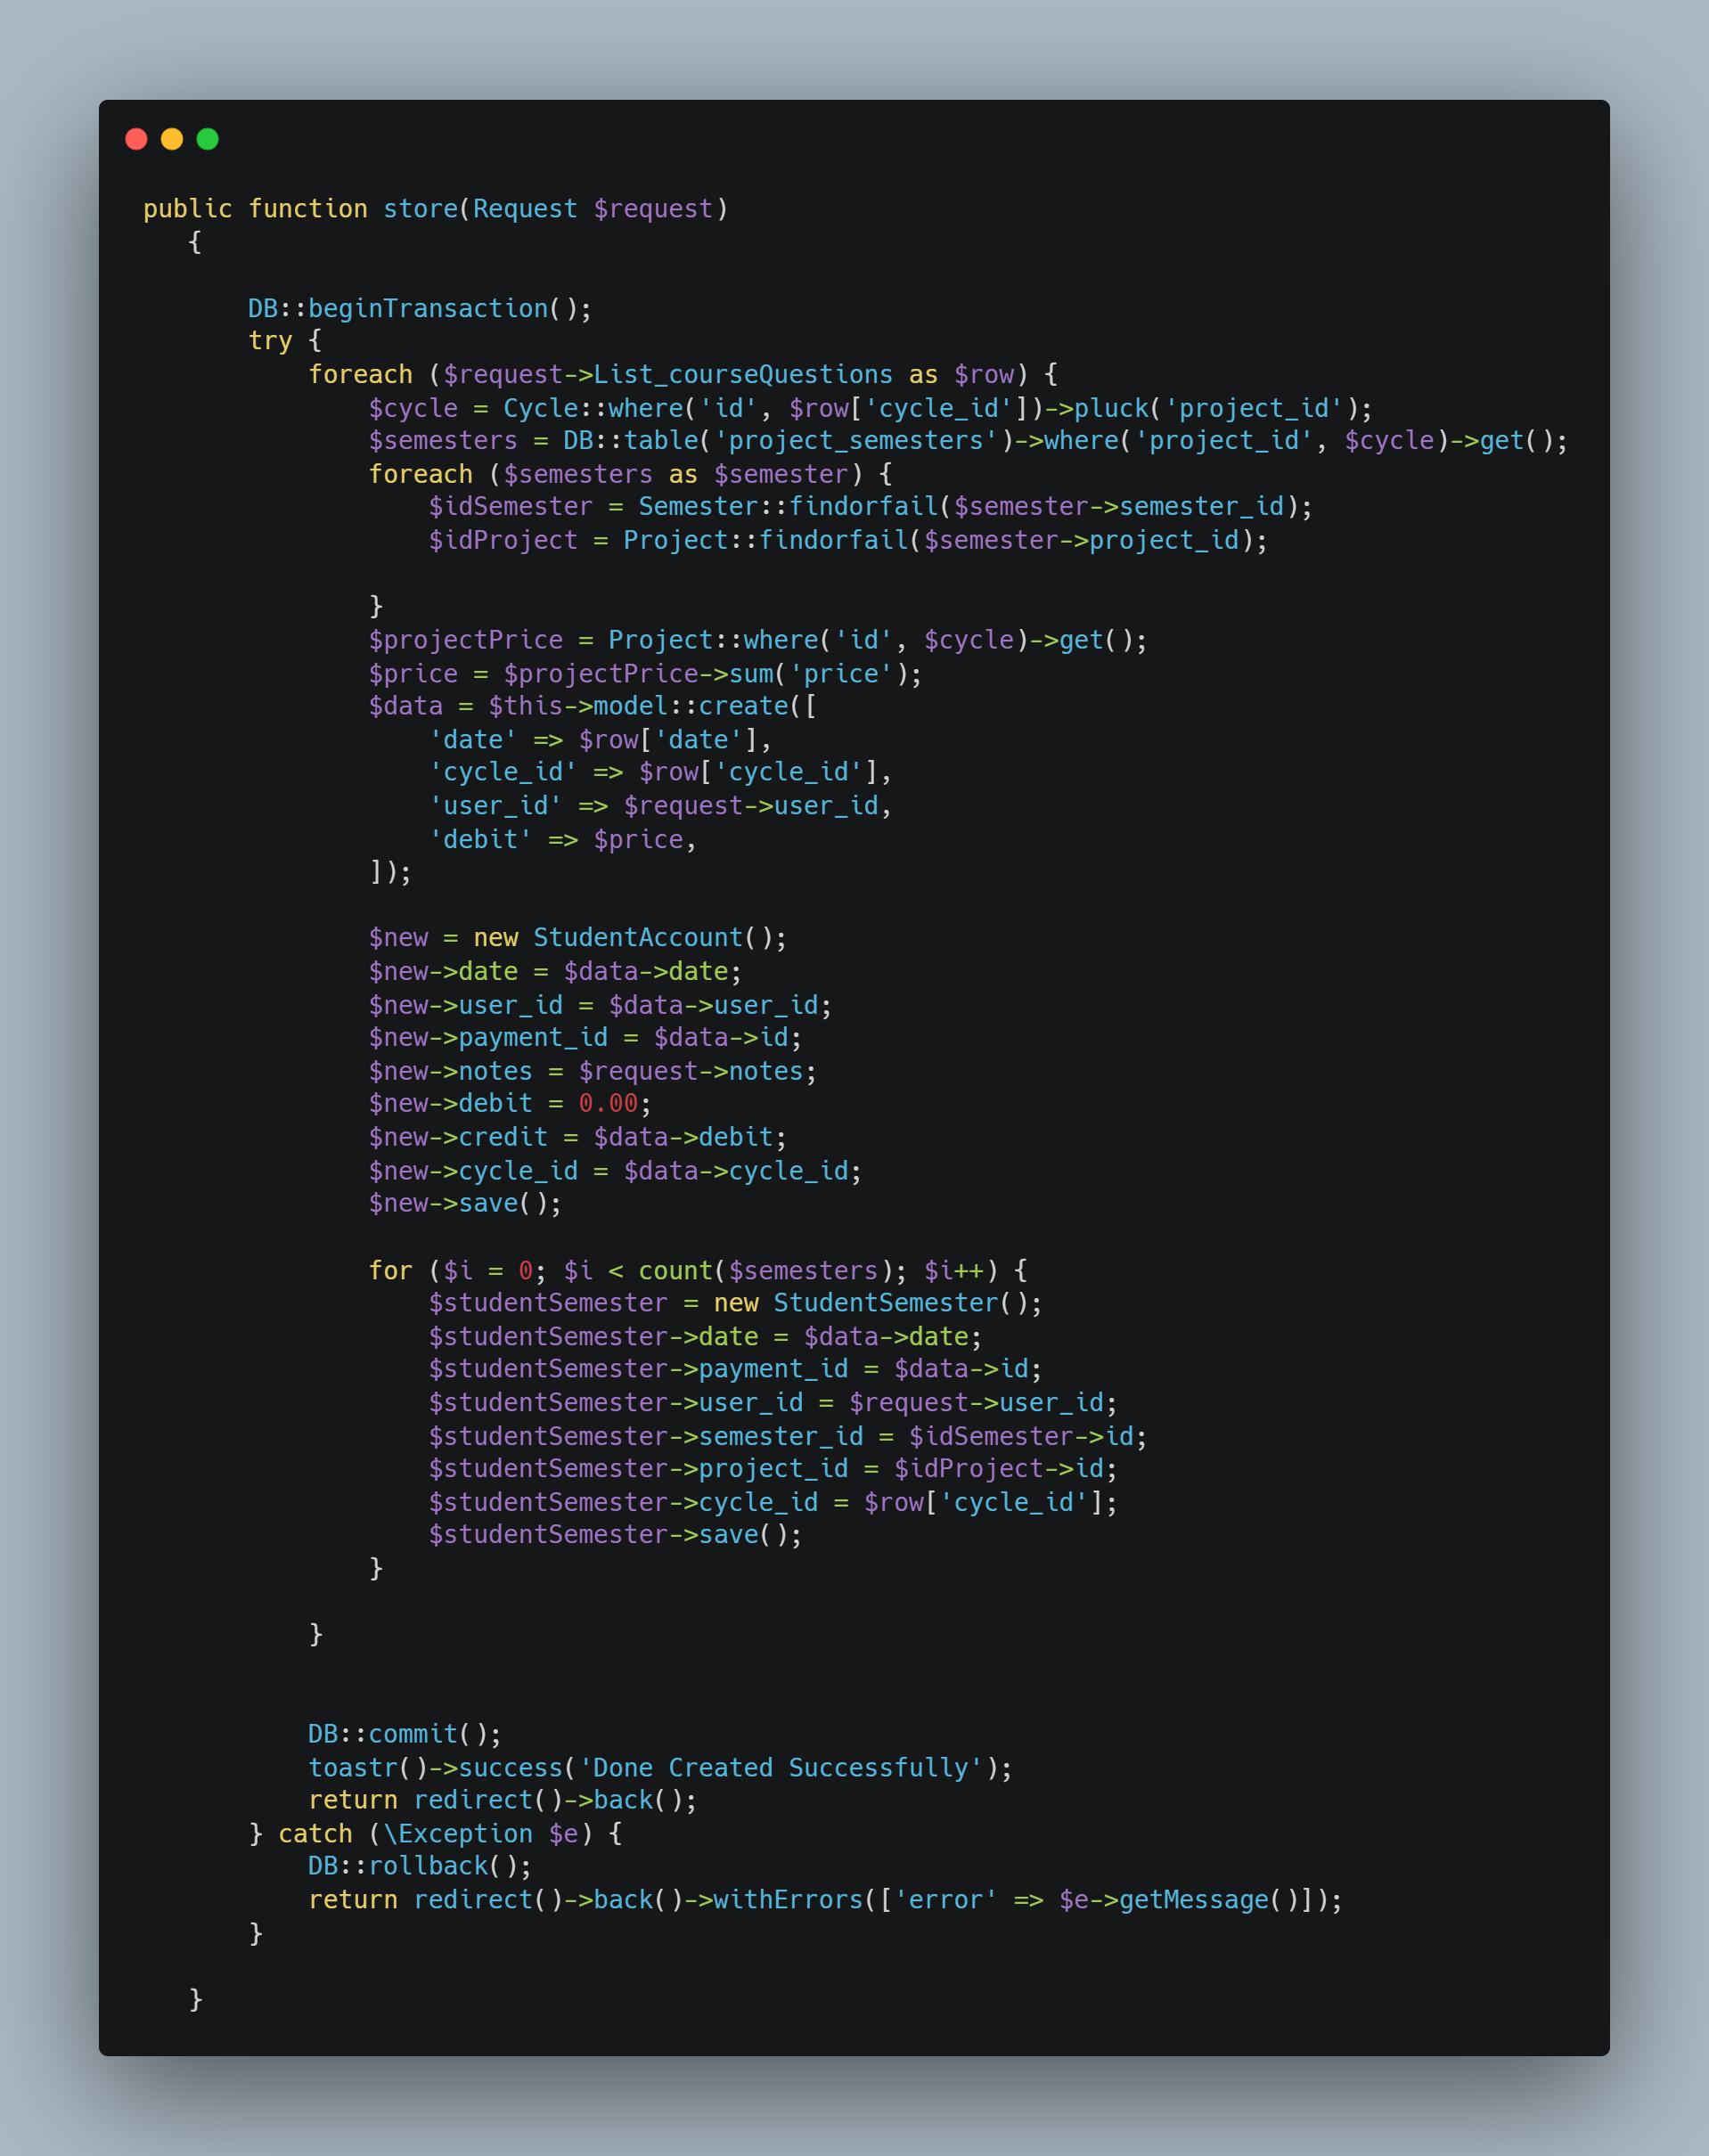 public function store(Request $request)
{
DB::beginTransaction();
try {
foreach ($request->List_courseQuestions as $row) {
$cycle = Cycle::where('id', $row['cycle_id'])->pluck('project_id');
$semesters = DB::table('project_semesters')->where('project_id', $cycle)->get();
foreach ($semesters as $semester) {
$idSemester = Semester::findorfail($semester->semester_id);
$idProject = Project::findorfail($semester->project_id);
}
$projectPrice = Project::where('id', $cycle)->get();
$price = $projectPrice->sum('price');
$data = $this->model::create([
'date' => $row['date'],
'cycle_id' => $row['cycle_id'],
'user_id' => $request->user_id,
'debit' => $price,
]);
$new = new StudentAccount();
$new->date = $data->date;
$new->user_id = $data->user_id;
$new->payment_id = $data->id;
$new->notes = $request->notes;
$new->debit = 0.00;
$new->credit = $data->debit;
$new->cycle_id = $data->cycle_id;
$new->save();
for ($i = 0; $i < count($semesters); $i++) {
$studentSemester = new StudentSemester();
$studentSemester->date = $data->date;
$studentSemester->payment_id = $data->id;
$studentSemester->user_id = $request->user_id;
$studentSemester->semester_id = $idSemester->id;
$studentSemester->project_id = $idProject->id;
$studentSemester->cycle_id = $row['cycle_id'];
$studentSemester->save();
}
}
DB::commit();
toastr()->success('Done Created Successfully');
return redirect()->back();
} catch (\Exception $e) {
DB::rollback();
return redirect()->back()->withErrors(['error' => $e->getMessage()]);
}
}